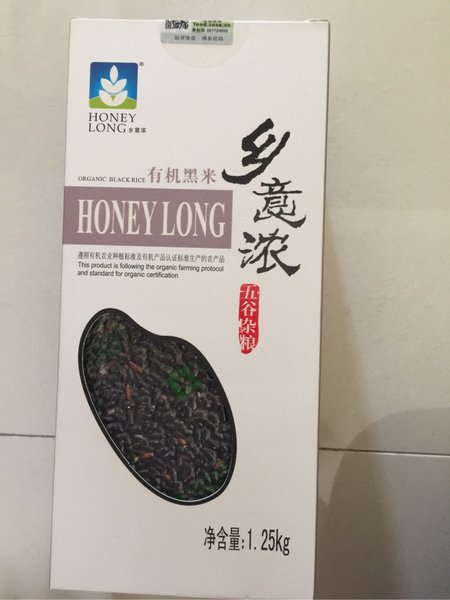 HONEY
LONG 乡意浓
®
ORGANIC BLACK RICE 有机黑米
HONEY LONG
遵照有机农业种植标准及有机产品认证标准生产的农产品
This product is following the organic farming protocol
and standard for organic certification
乡意浓
五谷杂粮
净含量:1.25kg